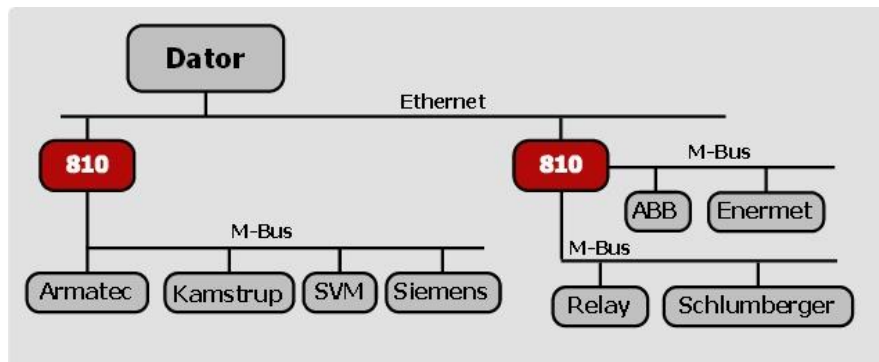 Dator
Ethernet
810
810
M-Bus
ABB
Enermet
M-Bus
M-Bus
Armatec
Kamstrup
SVM
Siemens
Relay
Schlumberger